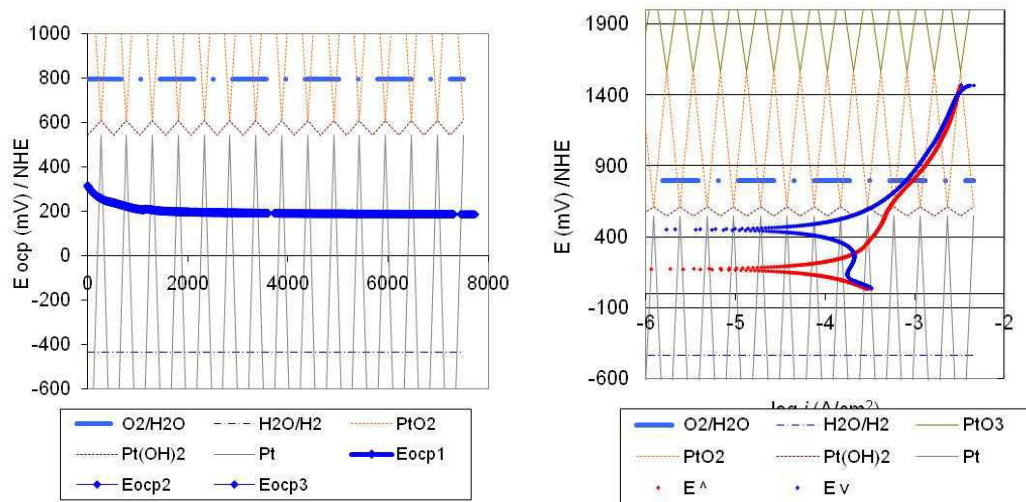 1000
800
600
400
200
0
-200
-400
-600
0 2000 4000 6000 8000
E ocp (mV) / NHE
O2/H2O H2O/H2 PtO2
Pt(OH)2 Pt Eocp1
Eocp2 Eocp3
1900
1400
900
400
-100
-600
-6 -5 -4 -3 -2
E (mV) /NHE
log i (A/cm²)
O2/H2O H2O/H2 PtO3
PtO2 Pt(OH)2 Pt
E ^ E v